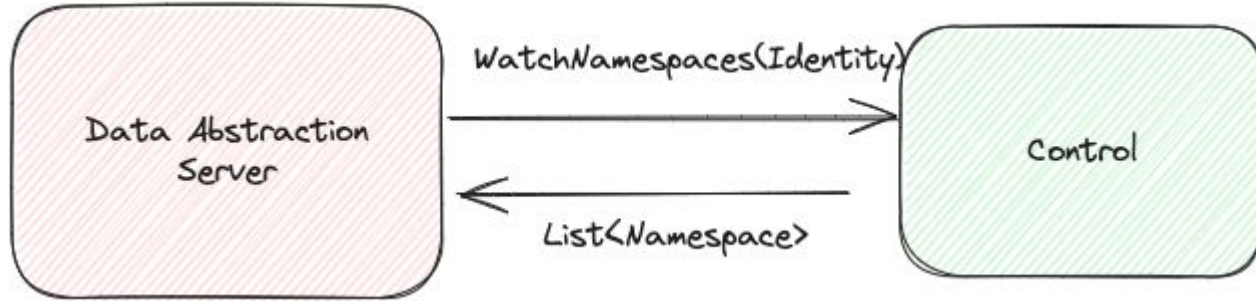 WatchNamespaces(Identity)
Data Abstraction
Server
Control
List<Namespace>